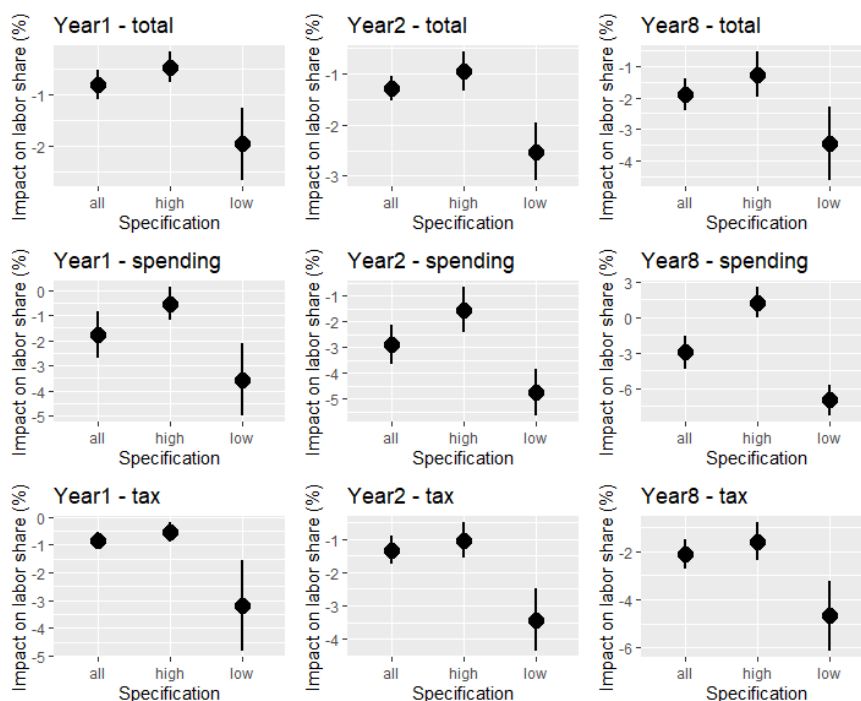 Year1 - total
Impact on labor share (%)
-1
-2
all high low
Specification
Year2 - total
Impact on labor share (%)
-1
-2
-3
all high low
Specification
Year8 - total
Impact on labor share (%)
-1
-2
-3
-4
all high low
Specification
Year1 - spending
Impact on labor share (%)
0
-1
-2
-3
-4
-5
all high low
Specification
Year2 - spending
Impact on labor share (%)
-1
-2
-3
-4
-5
all high low
Specification
Year8 - spending
Impact on labor share (%)
3
0
-3
-6
all high low
Specification
Year1 - tax
Impact on labor share (%)
0
-1
-2
-3
-4
-5
all high low
Specification
Year2 - tax
Impact on labor share (%)
-1
-2
-3
-4
all high low
Specification
Year8 - tax
Impact on labor share (%)
-2
-4
-6
all high low
Specification